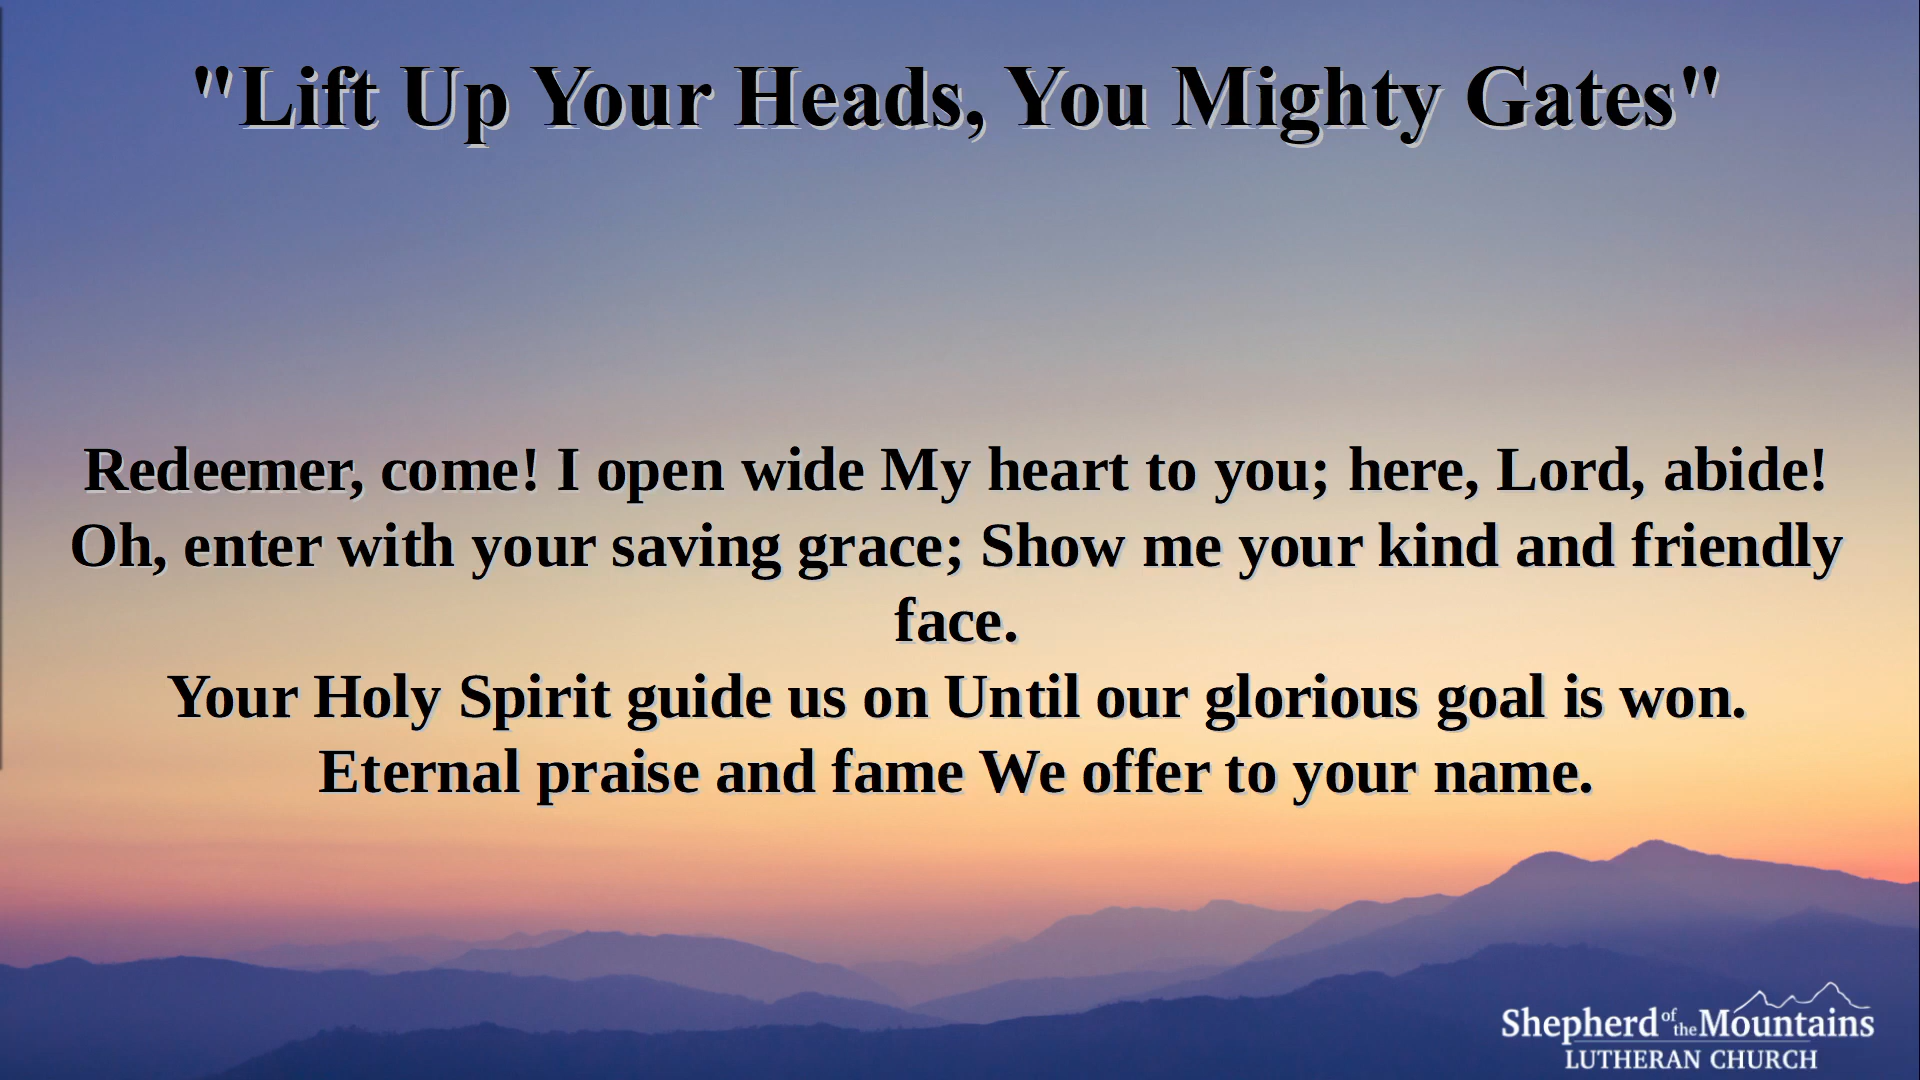 "Lift Up Your Heads, You Mighty Gates"
Redeemer, come! I open wide My heart to you; here, Lord, abide!
Oh, enter with your saving grace; Show me your kind and friendly
face.
Your Holy Spirit guide us on Until our glorious goal is won.
Eternal praise and fame We offer to your name.
Shepherd of the Mountains
LUTHERAN CHURCH